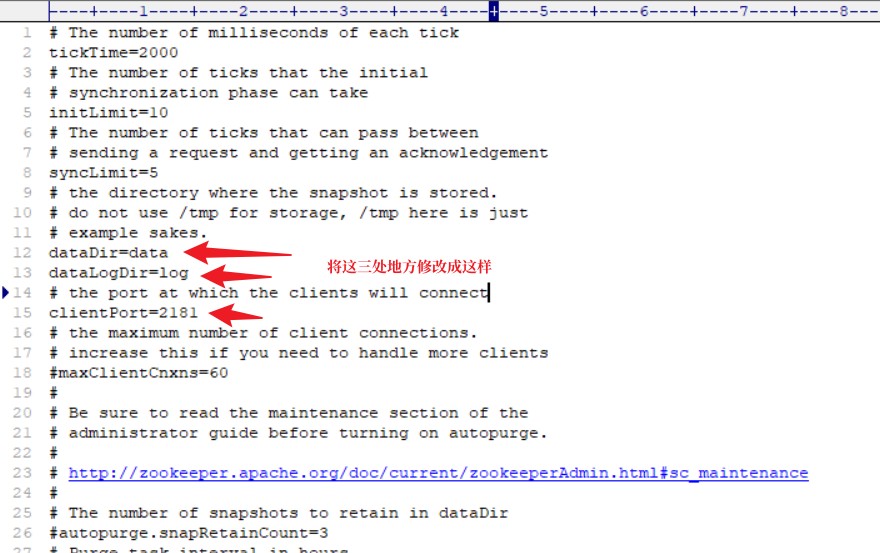 ----+----1----+----2----+----3----+----4----+----5----+----6----+----7----+----8---
1 # The number of milliseconds of each tick
2 tickTime=2000
3 # The number of ticks that the initial
4 # synchronization phase can take
5 initLimit=10
6 # The number of ticks that can pass between
7 # sending a request and getting an acknowledgement
8 syncLimit=5
9 # the directory where the snapshot is stored.
10 # do not use /tmp for storage, /tmp here is just
11 # example sakes.
12 dataDir=data
将这三处地方修改成这样
13 dataLogDir=log
14 # the port at which the clients will connect
15 clientPort=2181
16 # the maximum number of client connections.
17 # increase this if you need to handle more clients
18 #maxClientCnxns=60
19 #
20 # Be sure to read the maintenance section of the
21 # administrator guide before turning on autopurge.
22 #
23 # http://zookeeper.apache.org/doc/current/zookeeperAdmin.html#sc_maintenance
24 #
25 # The number of snapshots to retain in dataDir
26 #autopurge.snapRetainCount=3
27 # Purge task interval in hours